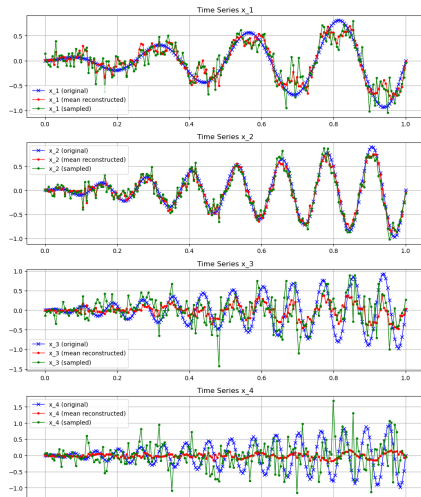 Time Series x_1
0.5
0.0
−0.5
−1.0
x_1 (original)
x_1 (mean reconstructed)
x_1 (sampled)
0.0 0.2 0.4 0.6 0.8 1.0
Time Series x_2
1.0
0.5
0.0
−0.5
−1.0
x_2 (original)
x_2 (mean reconstructed)
x_2 (sampled)
0.0 0.2 0.4 0.6 0.8 1.0
Time Series x_3
1.0
0.5
0.0
−0.5
−1.0
−1.5
x_3 (original)
x_3 (mean reconstructed)
x_3 (sampled)
0.0 0.2 0.4 0.6 0.8 1.0
Time Series x_4
1.5
1.0
0.5
0.0
−0.5
−1.0
x_4 (original)
x_4 (mean reconstructed)
x_4 (sampled)